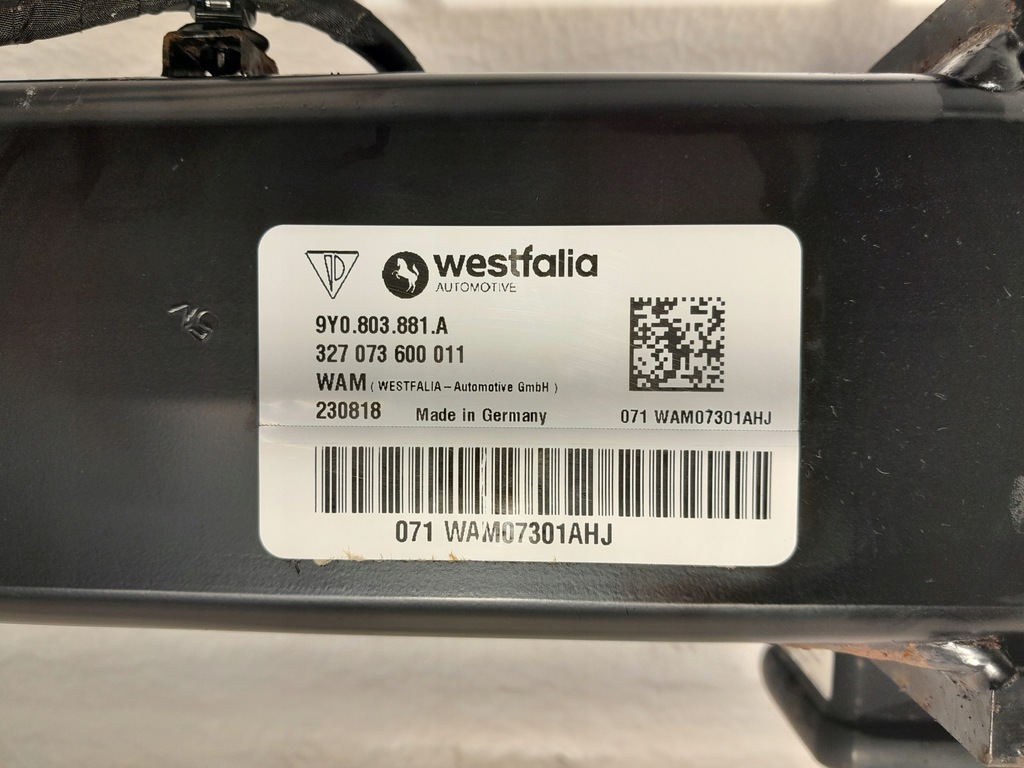 westfalia
AUTOMOTIVE
9Y0.803.881.A
327 073 600 011
WAM ( WESTFALIA-Automotive GmbH )
230818 Made in Germany
071 WAM07301AHJ
071 WAM07301AHJ